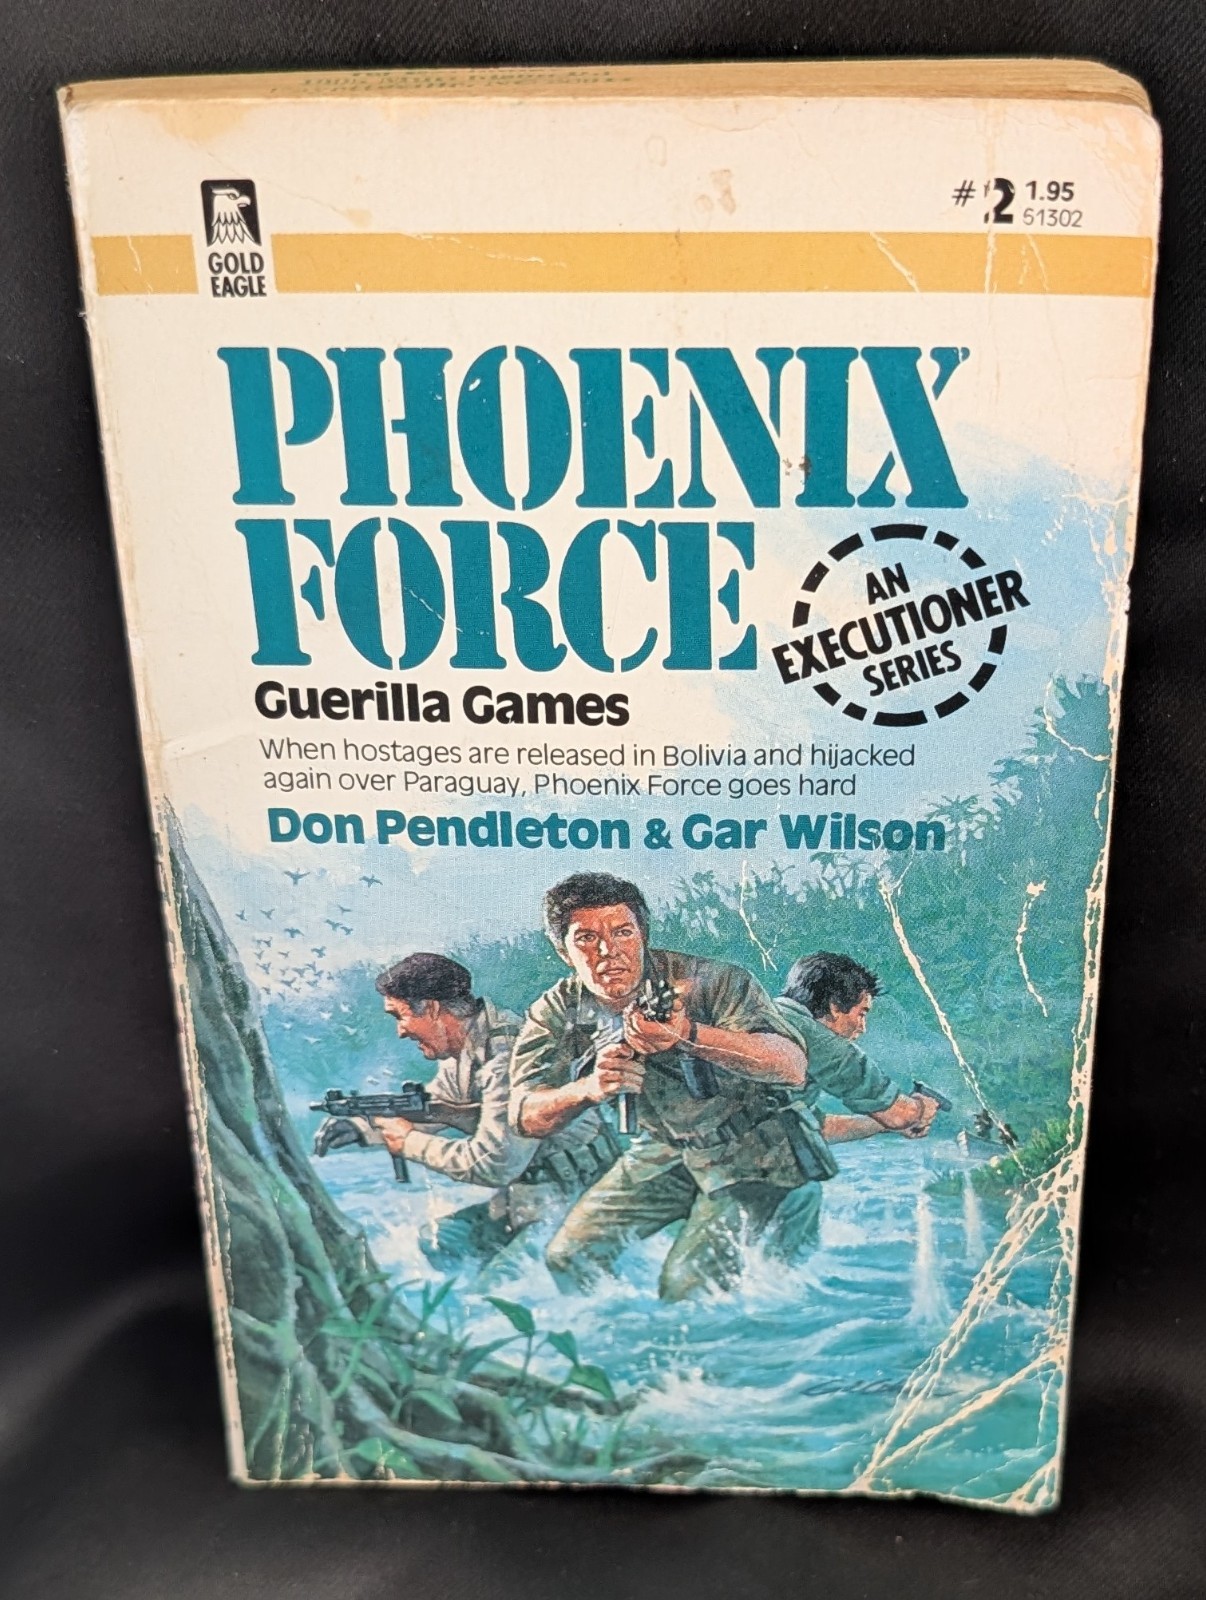 GOLD
EAGLE
# 2 1.95
61302
PHOENIX
FORCE
AN
EXECUTIONER
SERIES
Guerilla Games
When hostages are released in Bolivia and hijacked
again over Paraguay, Phoenix Force goes hard
Don Pendleton & Gar Wilson